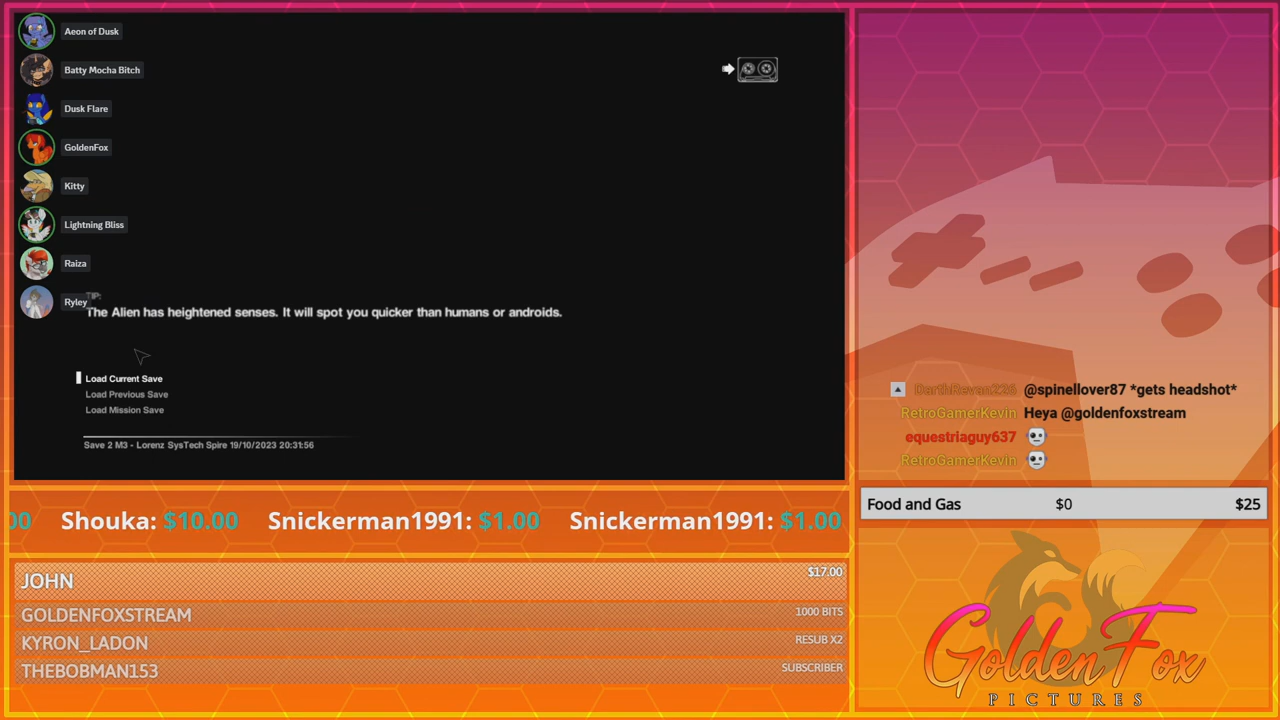 Aeon of Dusk
Batty Mocha Bitch
Dusk Flare
GoldenFox
Kitty
Lightning Bliss
Raiza
Ryley
TIP:
The Alien has heightened senses. It will spot you quicker than humans or androids.
Load Current Save
Load Previous Save
Load Mission Save
Save 2 M3 - Lorenz SysTech Spire 19/10/2023 20:31:56
DarthRevan226 @spinellover87 *gets headshot*
RetroGamerKevin Heya @goldenfoxstream
equestriaguy637
RetroGamerKevin
Food and Gas $0 $25
00 Shouka: $10.00 Snickerman1991: $1.00 Snickerman1991: $1.00
JOHN $17.00
GOLDENFOXSTREAM 1000 BITS
KYRON_LADON RESUB X2
THEBOBMAN153 SUBSCRIBER
GoldenFox
PICTURES